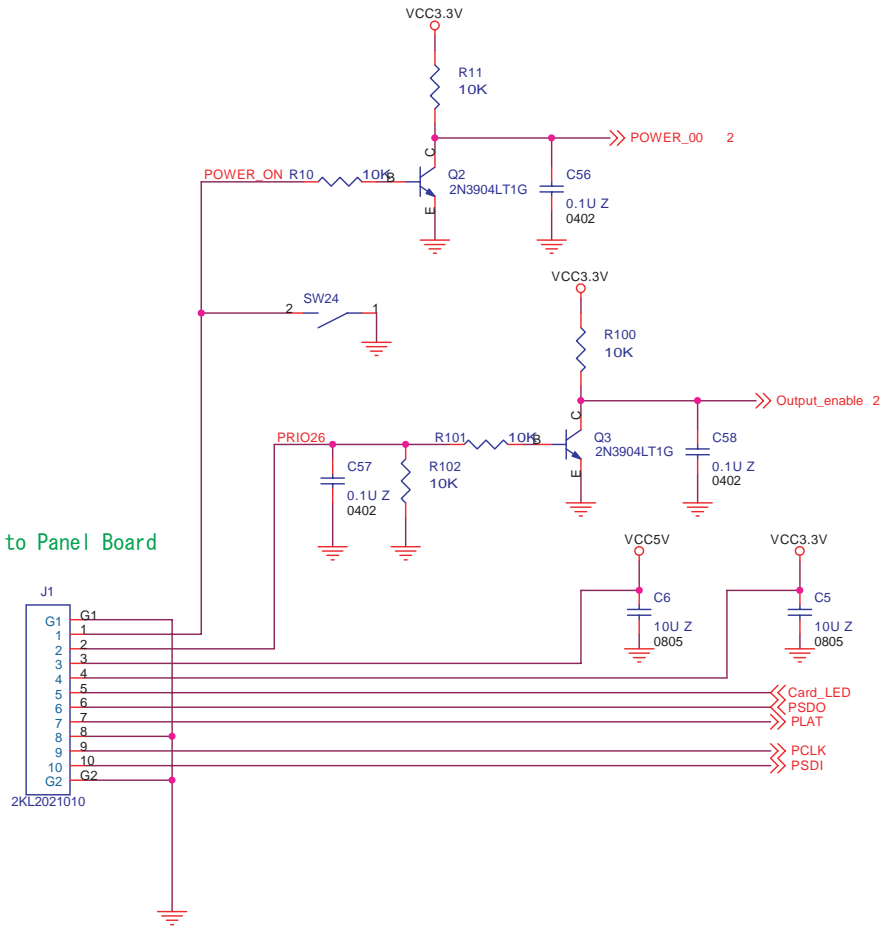 VCC3.3V
R11
10K
POWER_00 2
C
POWER_ON R10 10K B
Q2
2N3904LT1G
E
C56
0.1U Z
0402
VCC3.3V
SW24
2 1
R100
10K
Output_enable 2
C
PRIO26
R101 10K B
Q3
2N3904LT1G
E
C58
0.1U Z
0402
C57
0.1U Z
0402
R102
10K
to Panel Board
VCC5V
VCC3.3V
J1
C6
10U Z
0805
C5
10U Z
0805
G1 G1
1 1
2 2
3 3
4 4
5 5 Card_LED
6 6 PSDO
7 7 PLAT
8 8
9 9 PCLK
10 10 PSDI
G2 G2
2KL2021010